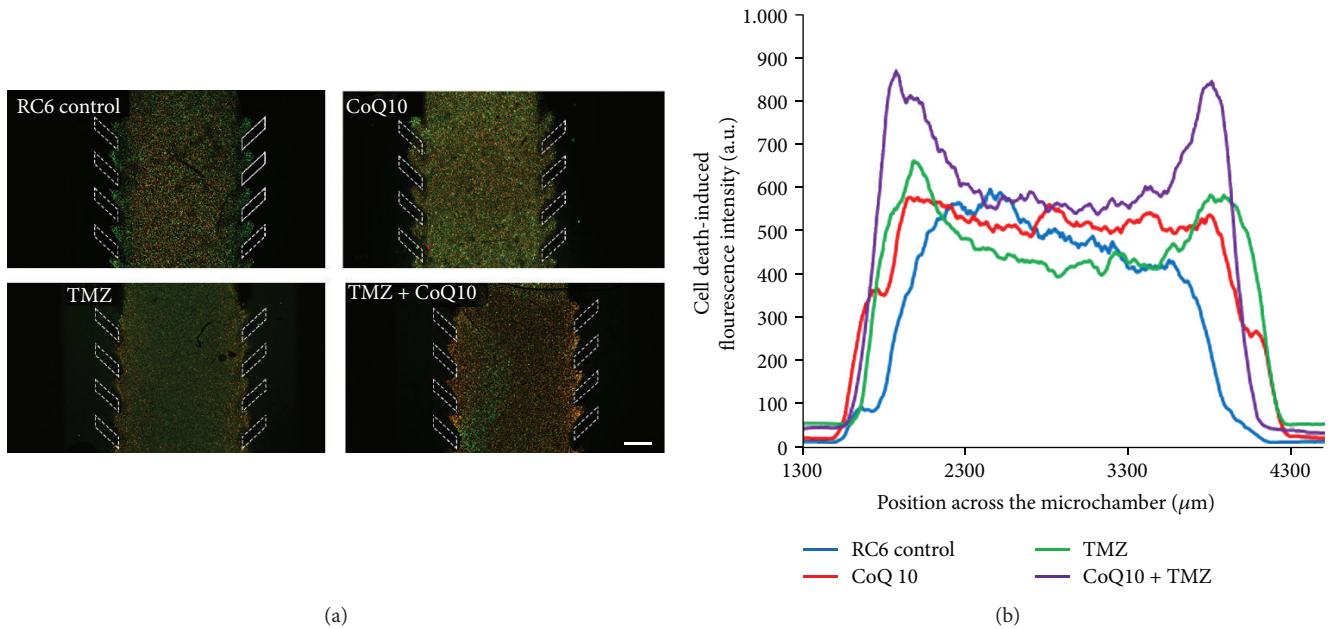 RC6 control
CoQ10
TMZ
TMZ + CoQ10
(a)
Cell death-induced
flourescence intensity (a.u.)
1.000
900
800
700
600
500
400
300
200
100
0
1300
2300
3300
4300
Position across the microchamber (μm)
RC6 control
TMZ
CoQ 10
CoQ10 + TMZ
(b)